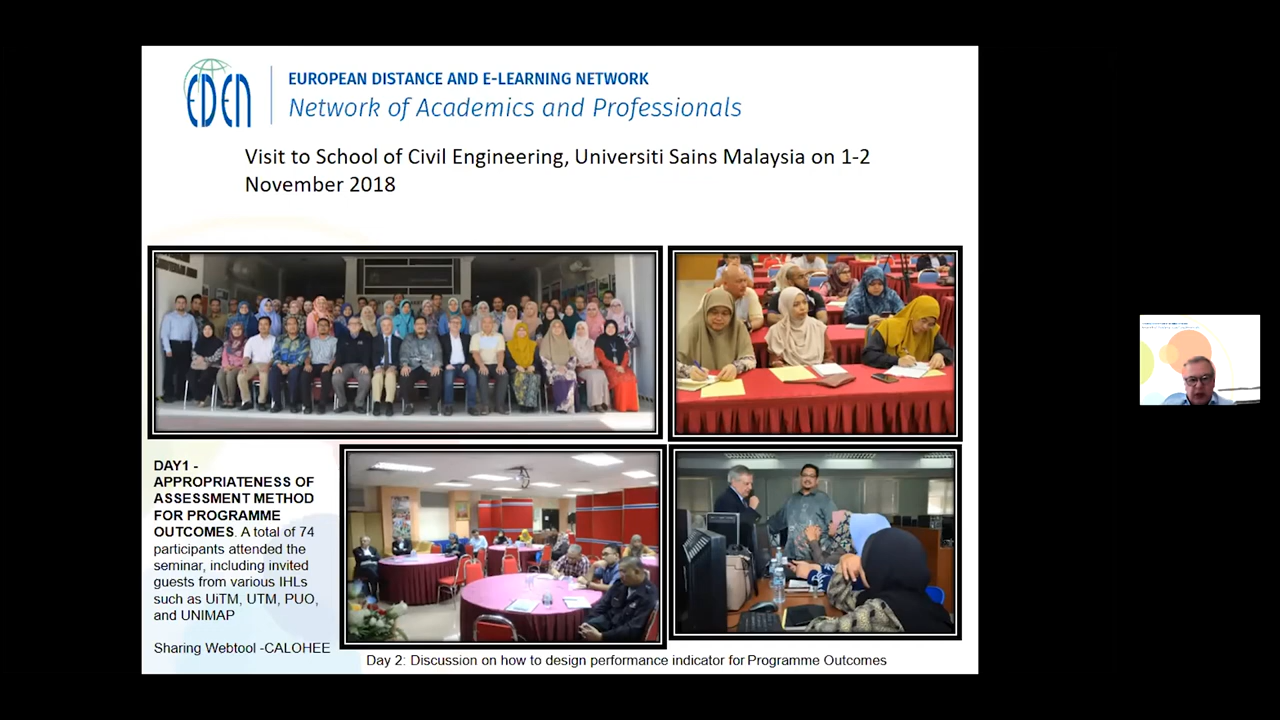 EDEN
EUROPEAN DISTANCE AND E-LEARNING NETWORK
Network of Academics and Professionals
Visit to School of Civil Engineering, Universiti Sains Malaysia on 1-2
November 2018
DAY1 -
APPROPRIATENESS OF
ASSESSMENT METHOD
FOR PROGRAMME
OUTCOMES. A total of 74
participants attended the
seminar, including invited
guests from various IHLs
such as UiTM, UTM, PUO,
and UNIMAP
Sharing Webtool -CALOHEE
Day 2: Discussion on how to design performance indicator for Programme Outcomes